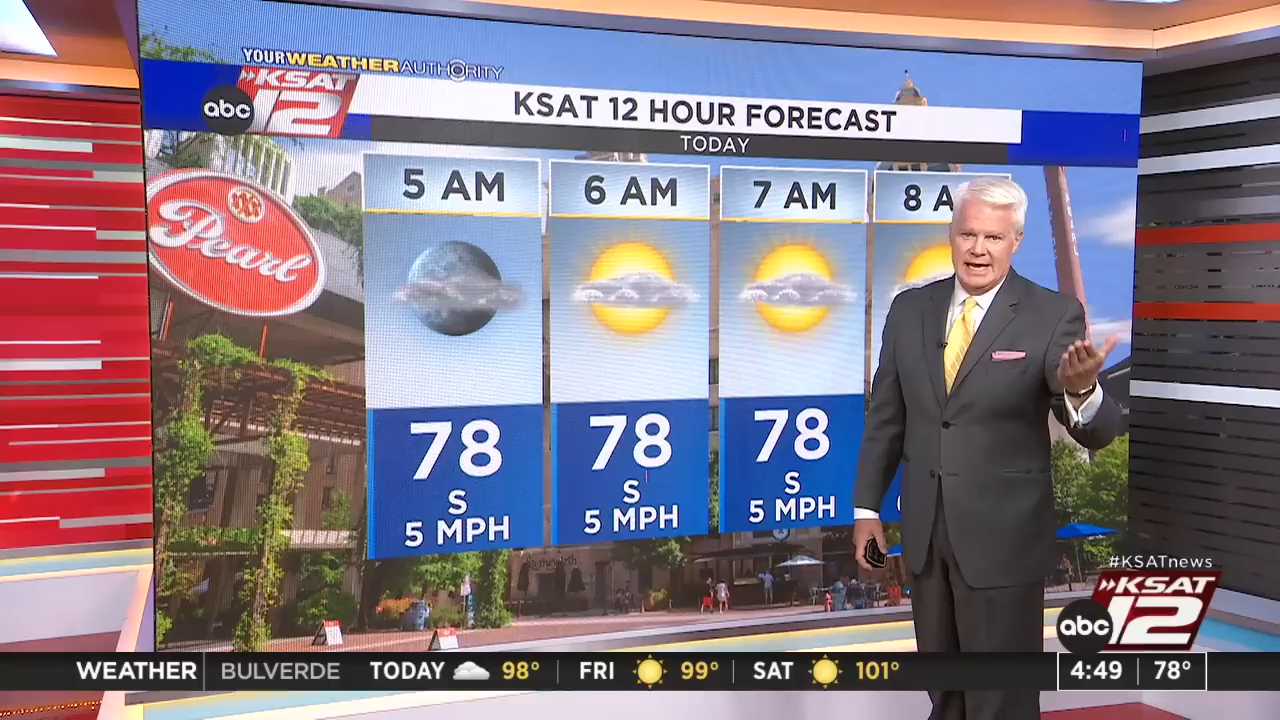 YOUR WEATHER AUTHORITY
abc KSAT 12
KSAT 12 HOUR FORECAST
TODAY
Pearl
5 AM
6 AM
7 AM
8 A
78
S
5 MPH
78
S
5 MPH
78
S
5 MPH
#KSATnews
abc KSAT 12
WEATHER BULVERDE TODAY 98° FRI 99° SAT 101°
4:49 78°